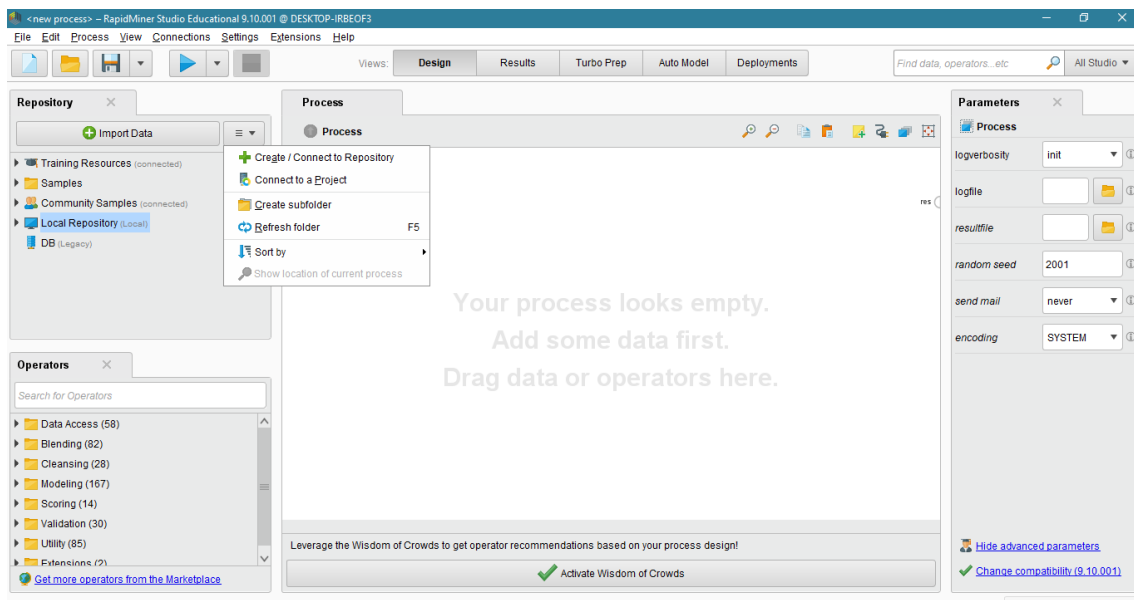 <new process> – RapidMiner Studio Educational 9.10.001 @ DESKTOP-IRBEOF3
File Edit Process View Connections Settings Extensions Help
Views: Design Results Turbo Prep Auto Model Deployments
Find data, operators...etc
All Studio
Repository
Import Data
Training Resources (connected)
Samples
Community Samples (connected)
Local Repository (Local)
DB (Legacy)
Create / Connect to Repository
Connect to a Project
Create subfolder
Refresh folder F5
Sort by
Show location of current process
Operators
Search for Operators
Data Access (58)
Blending (82)
Cleansing (28)
Modeling (167)
Scoring (14)
Validation (30)
Utility (85)
Extensions (2)
Get more operators from the Marketplace
Process
Process
res
Your process looks empty.
Add some data first.
Drag data or operators here.
Leverage the Wisdom of Crowds to get operator recommendations based on your process design!
Activate Wisdom of Crowds
Parameters
Process
logverbosity init
logfile
resultfile
random seed 2001
send mail never
encoding SYSTEM
Hide advanced parameters
Change compatibility (9.10.001)